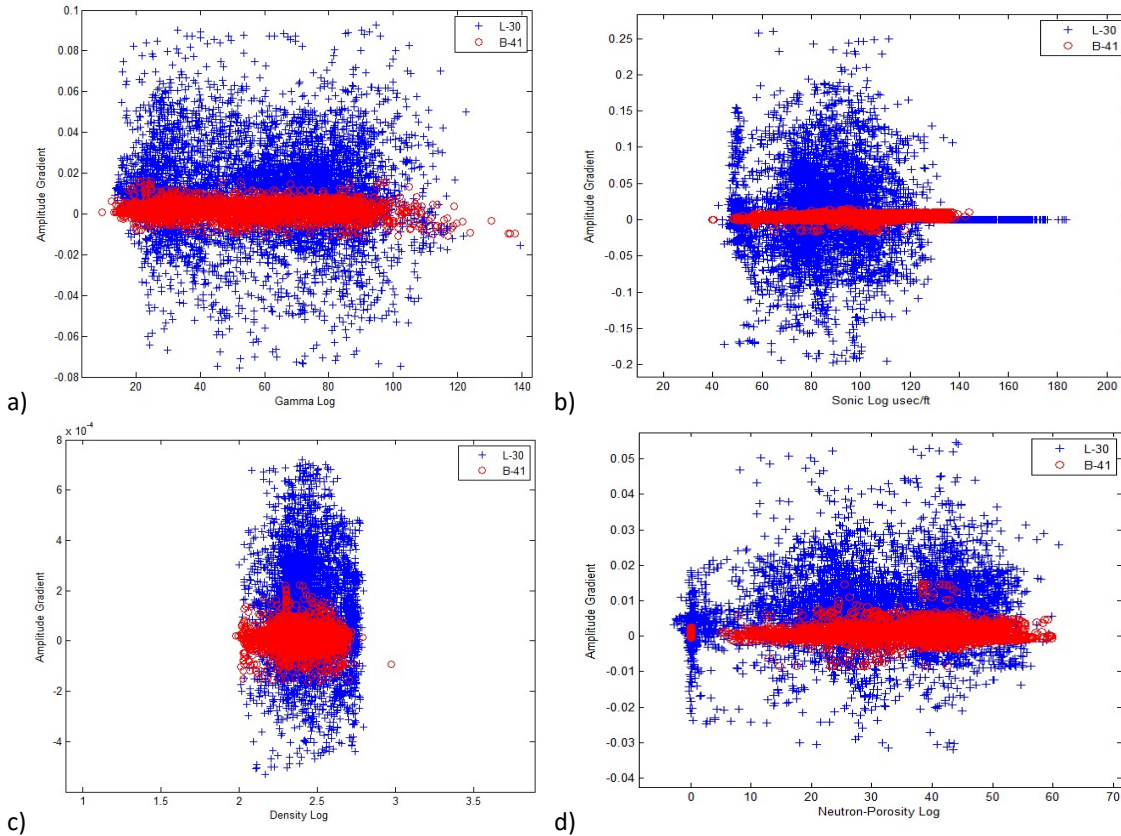 0.1
0.08
0.06
0.04
0.02
0
-0.02
-0.04
-0.06
-0.08
20 40 60 80 100 120 140
Amplitude Gradient
Gamma Log
L-30
B-41
a)
0.25
0.2
0.15
0.1
0.05
0
-0.05
-0.1
-0.15
-0.2
20 40 60 80 100 120 140 160 180 200
Amplitude Gradient
Sonic Log usec/ft
L-30
B-41
b)
8 x 10^-4
6
4
2
0
-2
-4
1 1.5 2 2.5 3 3.5
Amplitude Gradient
Density Log
L-30
B-41
c)
0.05
0.04
0.03
0.02
0.01
0
-0.01
-0.02
-0.03
-0.04
0 10 20 30 40 50 60 70
Amplitude Gradient
Neutron-Porosity Log
L-30
B-41
d)